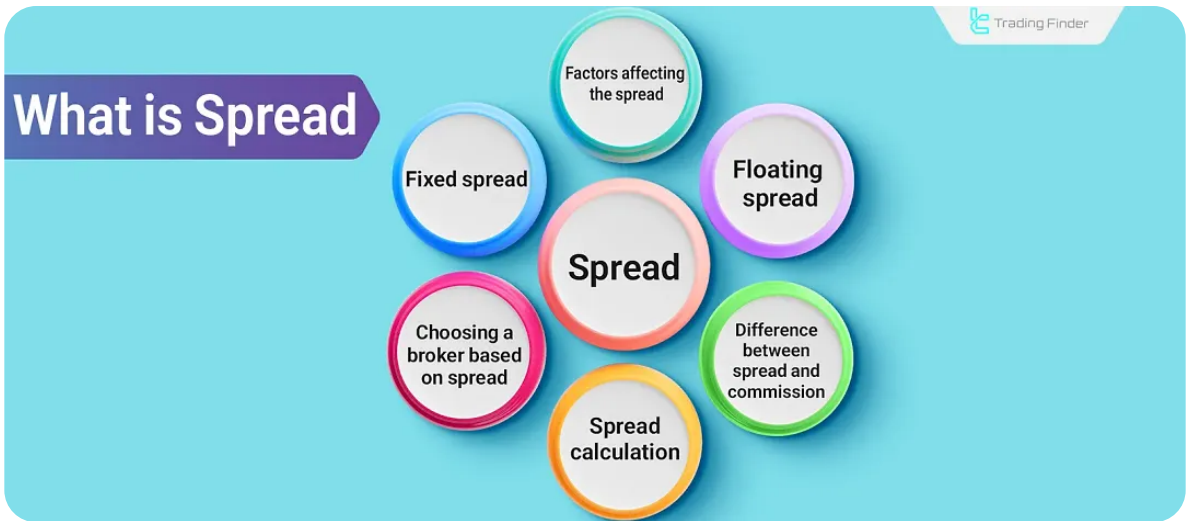 Trading Finder
What is Spread
Factors affecting
the spread
Fixed spread
Floating
spread
Spread
Choosing a
broker based
on spread
Difference
between
spread and
commission
Spread
calculation